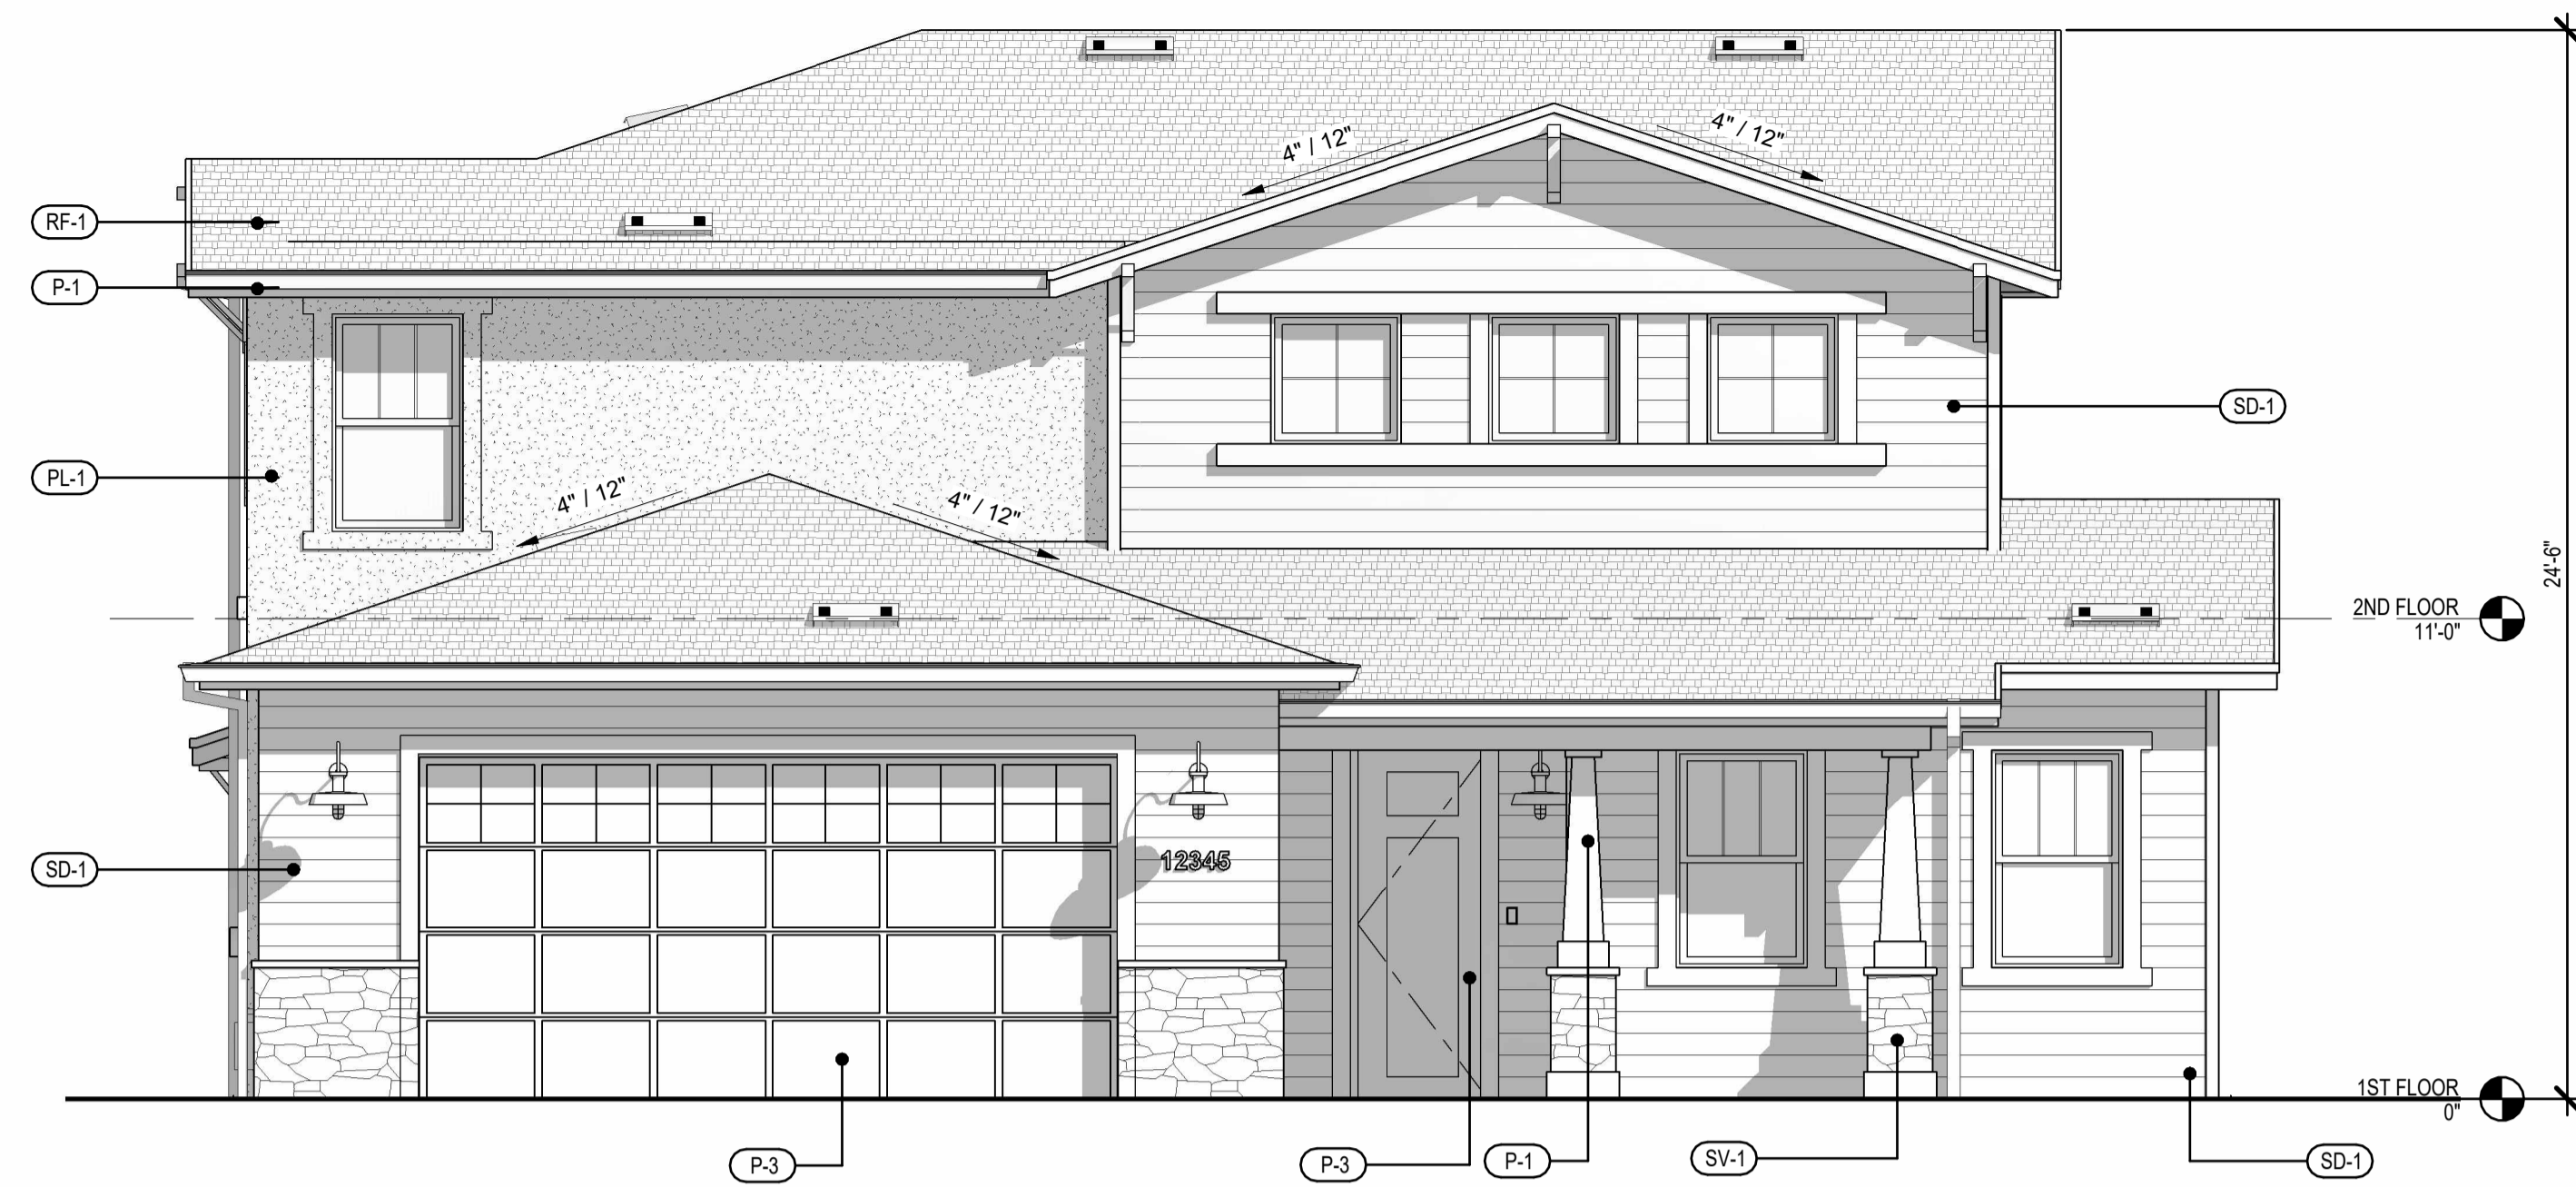 4" / 12"
4" / 12"
RF-1
P-1
SD-1
PL-1
4" / 12"
4" / 12"
24'-6"
2ND FLOOR
11'-0"
12345
SD-1
1ST FLOOR
0"
P-3
P-3
P-1
SV-1
SD-1